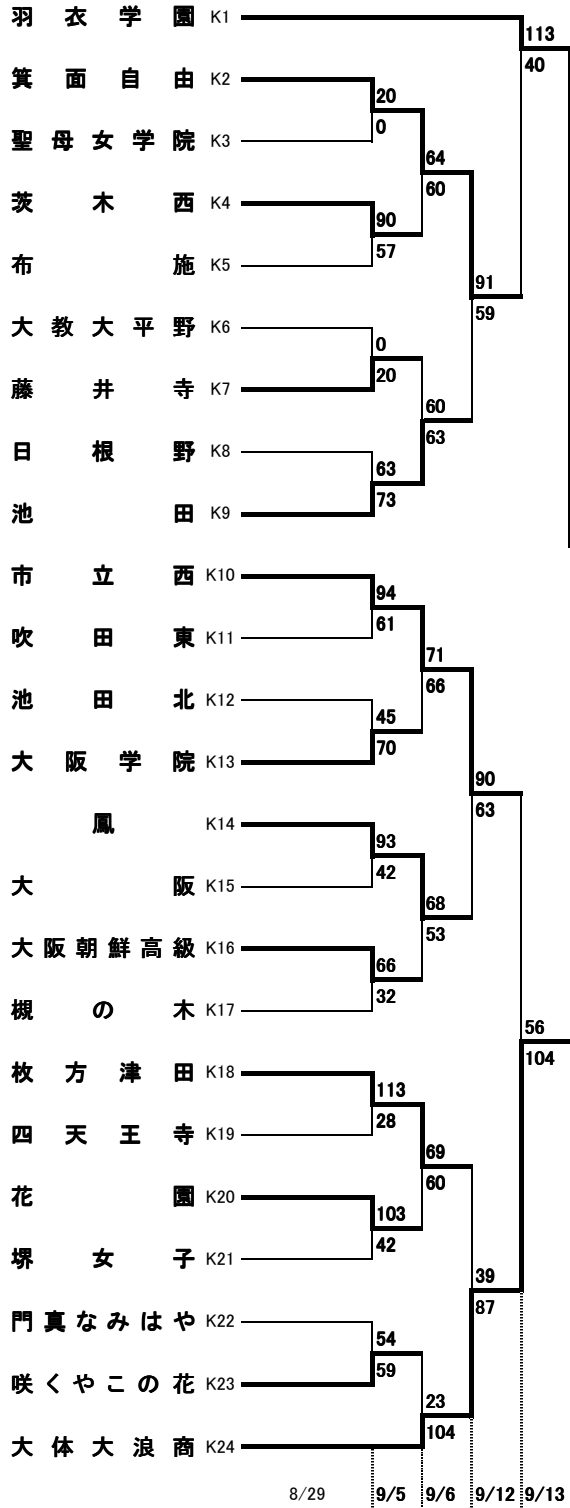 羽衣学園 K1
113
40
箕面自由 K2
20
0
聖母女学院 K3
64
60
茨木西 K4
90
57
布施 K5
91
59
大教大平野 K6
0
20
藤井寺 K7
60
63
日根野 K8
63
73
池田 K9
市立西 K10
94
61
吹田東 K11
71
66
池田北 K12
45
70
大阪学院 K13
90
63
鳳 K14
93
42
大阪 K15
68
53
大阪朝鮮高級 K16
66
32
槻の木 K17
56
104
枚方津田 K18
113
28
四天王寺 K19
69
60
花園 K20
103
42
堺女子 K21
39
87
門真なみはや K22
54
59
咲くやこの花 K23
23
104
大体大浪商 K24
8/29 9/5 9/6 9/12 9/13